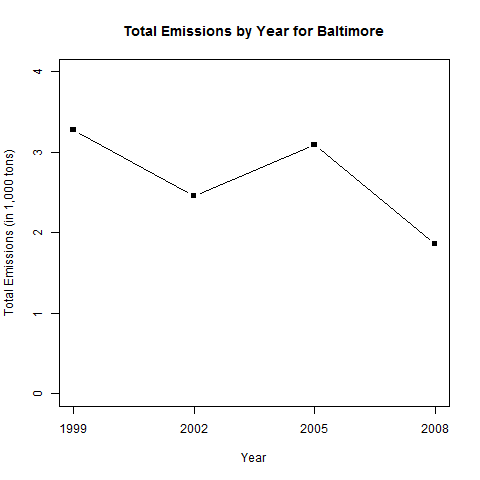 Total Emissions by Year for Baltimore
Total Emissions (in 1,000 tons)
4
3
2
1
0
1999 2002 2005 2008
Year